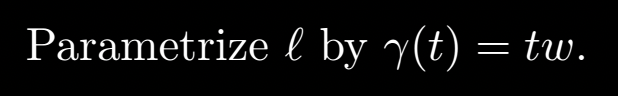 Parametrize ℓ by γ(t) = tw.